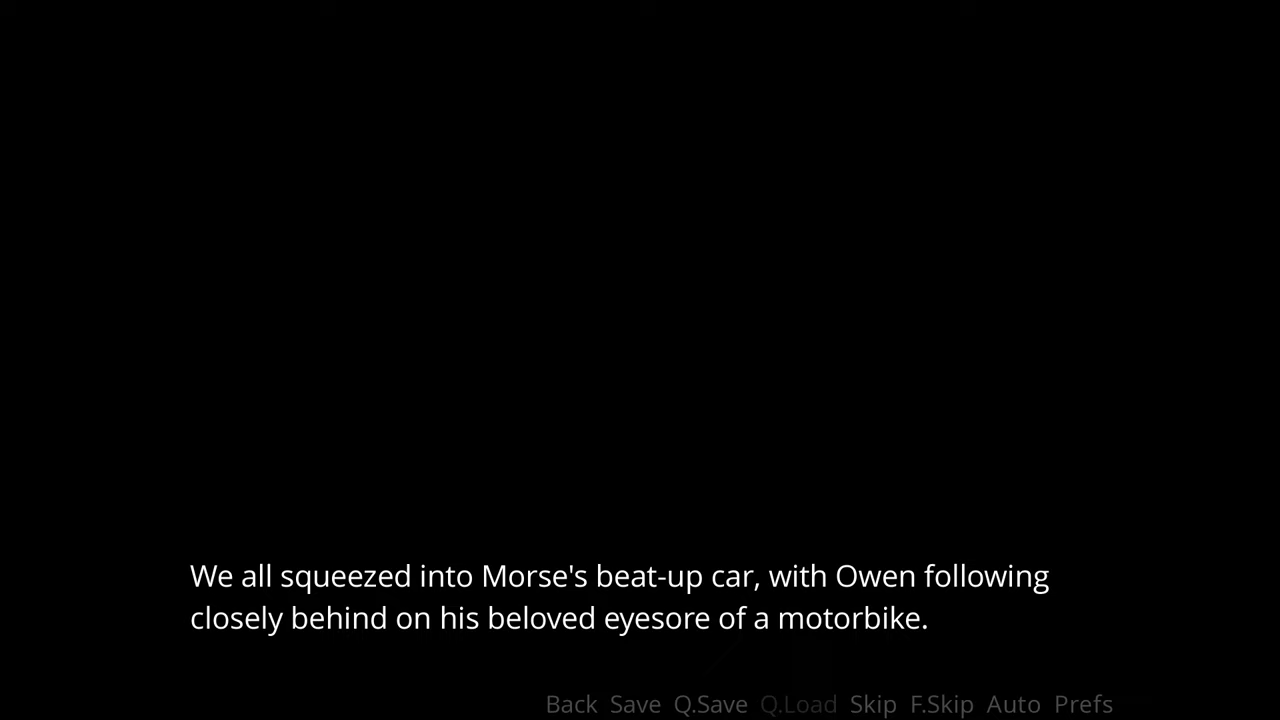 We all squeezed into Morse's beat-up car, with Owen following
closely behind on his beloved eyesore of a motorbike.
Back Save Q.Save Q.Load Skip F.Skip Auto Prefs